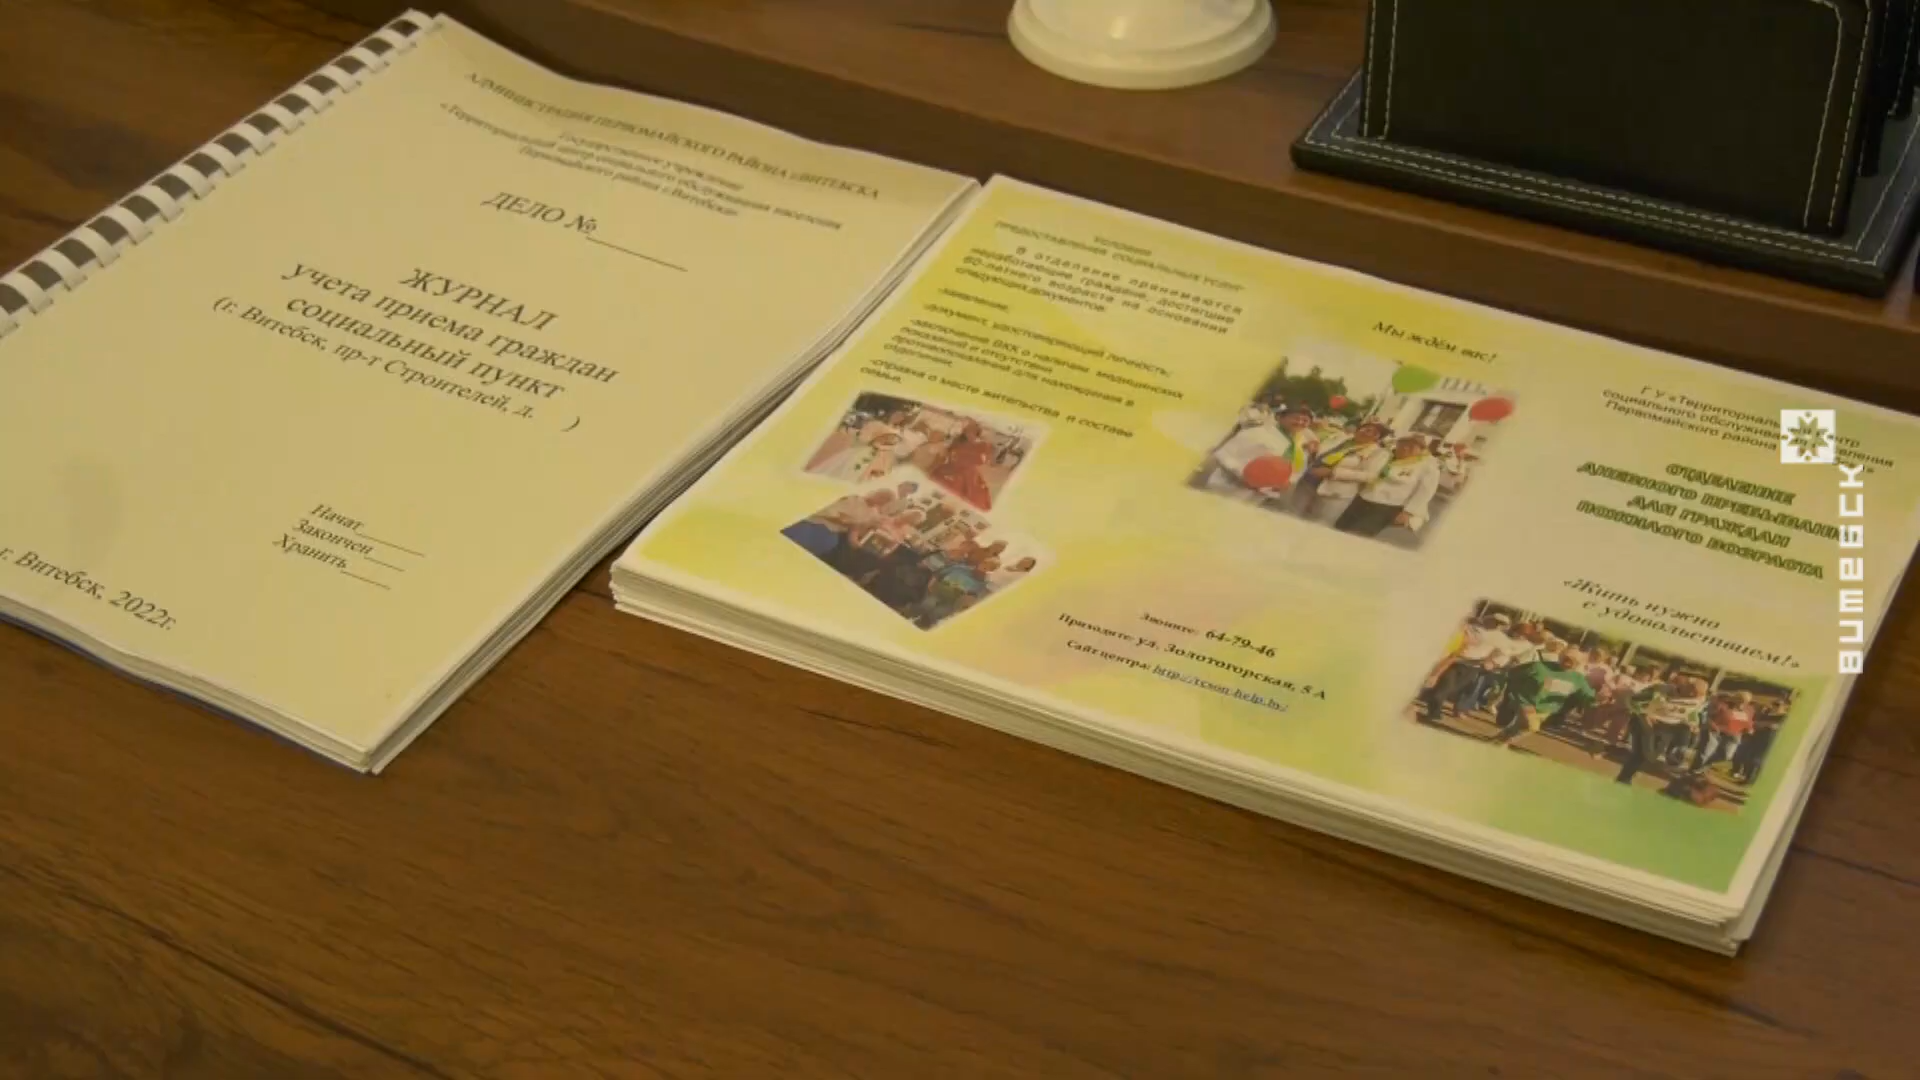 АДМИНИСТРАЦИЯ ПЕРВОМАЙСКОГО РАЙОНА г.ВИТЕБСКА
Государственное учреждение
«Территориальный центр социального обслуживания населения
Первомайского района г.Витебска»
ДЕЛО №
ЖУРНАЛ
учета приема граждан
социальный пункт
(г. Витебск, пр-т Строителей, д. )
Начат
Закончен
Хранить
г. Витебск, 2022г.
УСЛОВИЯ
ПРЕДОСТАВЛЕНИЯ СОЦИАЛЬНЫХ УСЛУГ
В отделение принимаются
неработающие граждане, достигшие
60-летнего возраста на основании
следующих документов:
-заявление;
-документ, удостоверяющий личность;
-заключение ВКК о наличии медицинских
показаний и отсутствии
противопоказаний для нахождения в
отделении;
-справка о месте жительства и составе
семьи.
Мы ждём вас!
Звоните: 64-79-46
Приходите: ул. Золотогорская, 5 А
Сайт центра: http://tcson-help.by/
Г У «Территориальный центр
социального обслуживания населения
Первомайского района
ОТДЕЛЕНИЕ
ДНЕВНОГО ПРЕБЫВАНИЯ
ДЛЯ ГРАЖДАН
ПОЖИЛОГО ВОЗРАСТА
«Жить нужно
с удовольствием!»
ВИТЕБСК